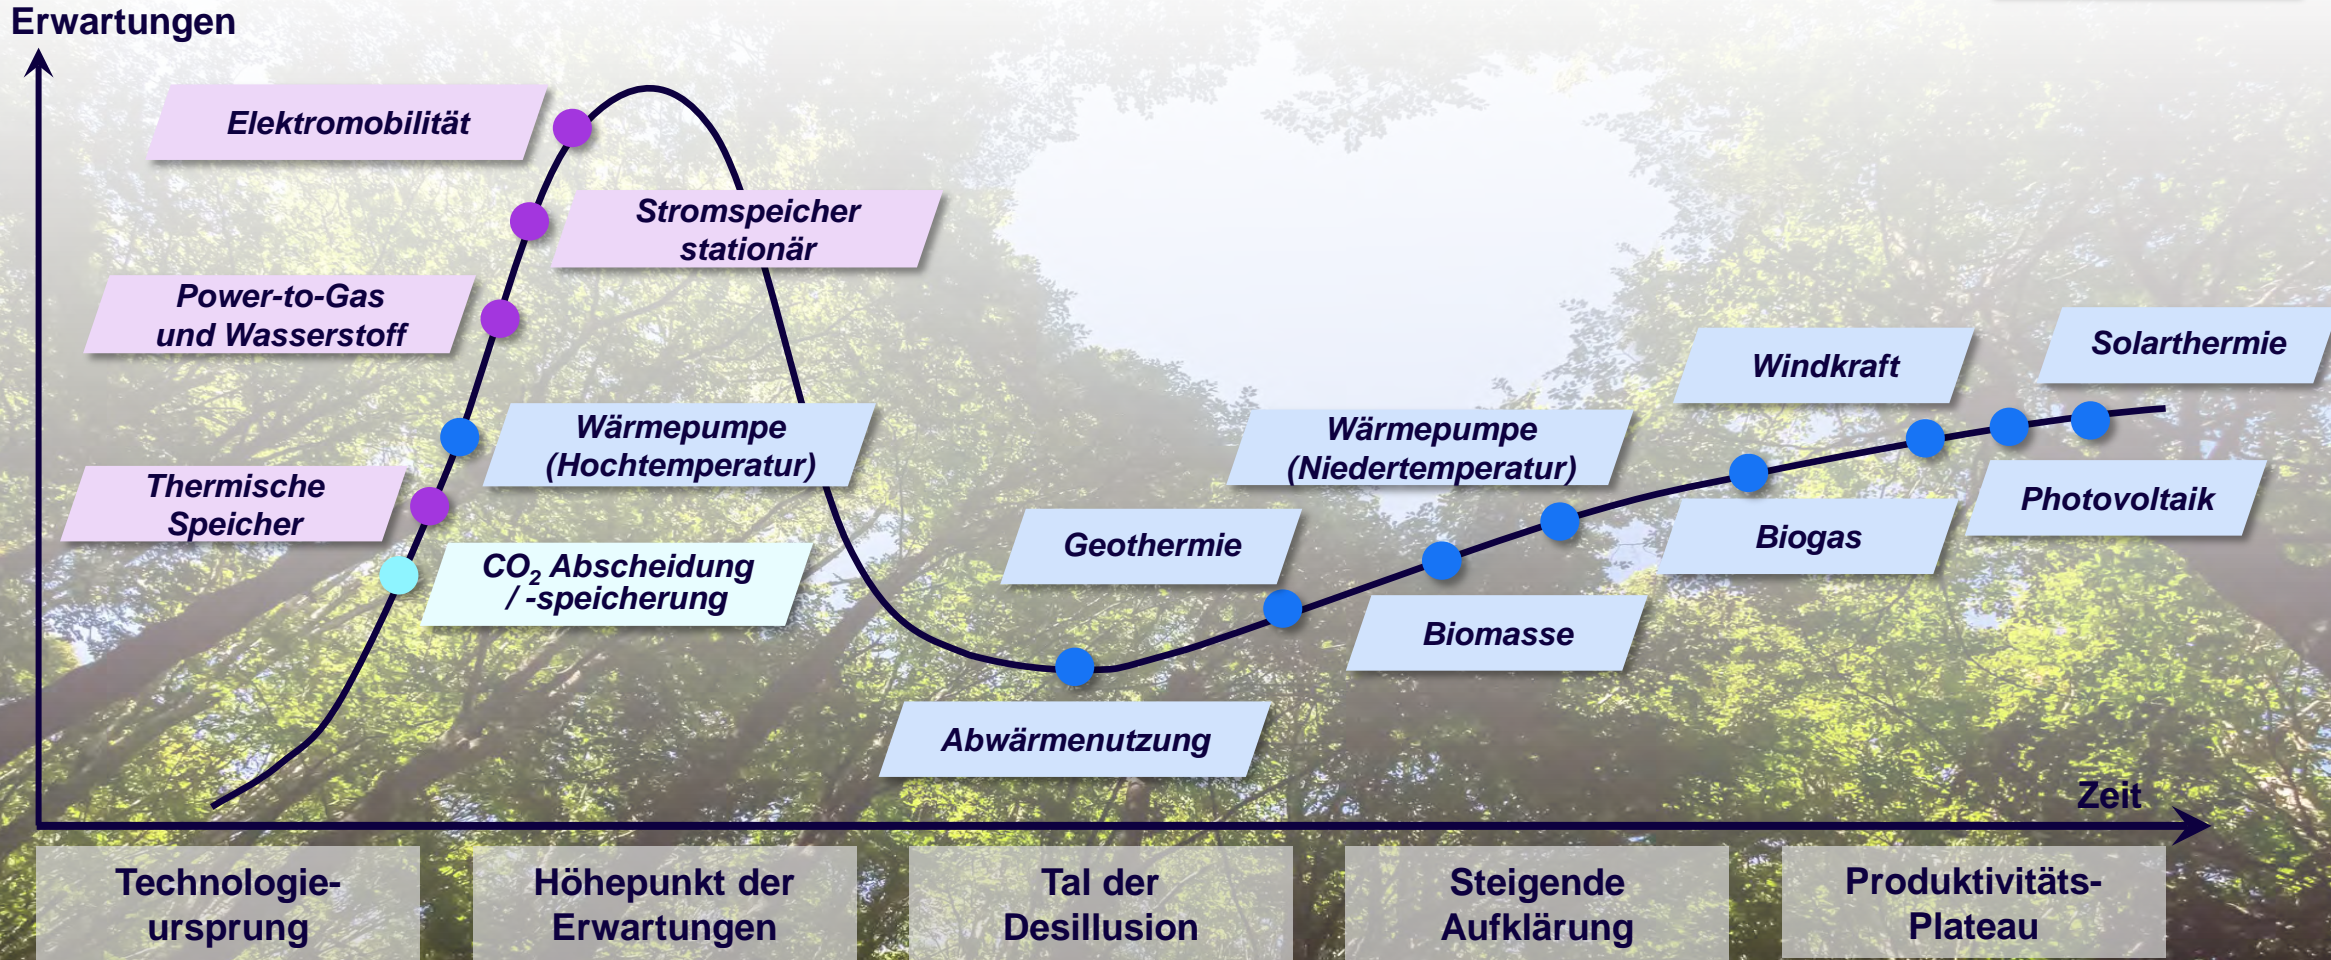 Erwartungen
Elektromobilität
Stromspeicher
stationär
Power-to-Gas
und Wasserstoff
Wärmepumpe
(Hochtemperatur)
Thermische
Speicher
CO₂ Abscheidung
/ -speicherung
Abwärmenutzung
Geothermie
Biomasse
Wärmepumpe
(Niedertemperatur)
Biogas
Windkraft
Photovoltaik
Solarthermie
Zeit
Technologie-
ursprung
Höhepunkt der
Erwartungen
Tal der
Desillusion
Steigende
Aufklärung
Produktivitäts-
Plateau